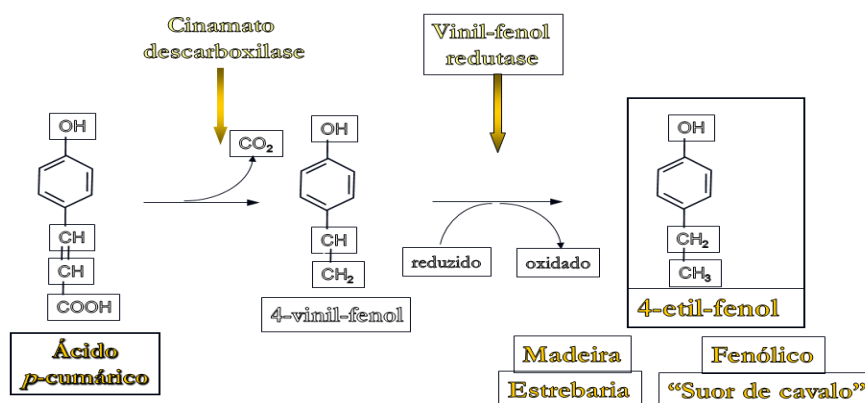 Cinamato
descarboxilase
Vinil-fenol
redutase
OH
CO₂
OH
OH
CH
CH
COOH
CH
CH₂
reduzido
oxidado
CH₂
CH₃
4-vinil-fenol
4-etil-fenol
Ácido
p-cumárico
Madeira
Estrebaria
Fenólico
“Suor de cavalo”